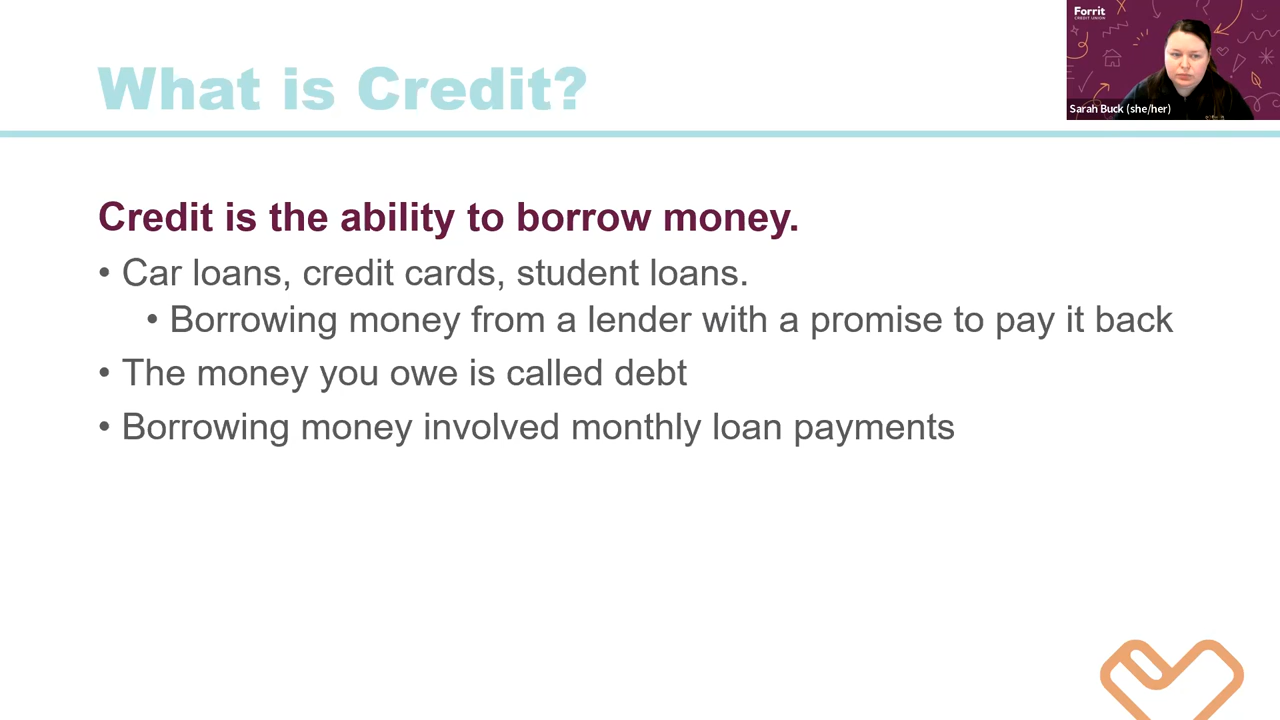 What is Credit?
Forrit
CREDIT UNION
Sarah Buck (she/her)
Credit is the ability to borrow money.
• Car loans, credit cards, student loans.
• Borrowing money from a lender with a promise to pay it back
• The money you owe is called debt
• Borrowing money involved monthly loan payments